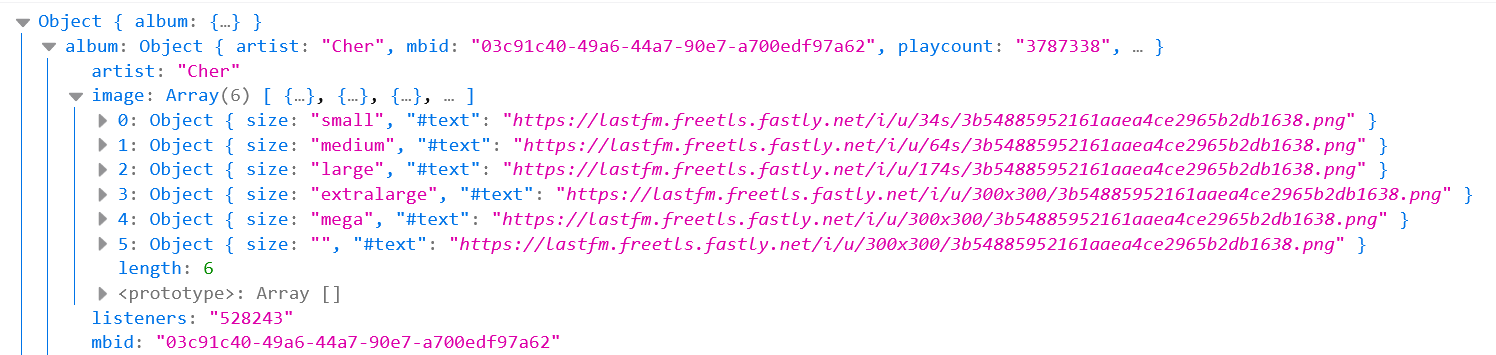 Object { album: {…} }
album: Object { artist: "Cher", mbid: "03c91c40-49a6-44a7-90e7-a700edf97a62", playcount: "3787338", … }
artist: "Cher"
image: Array(6) [ {…}, {…}, {…}, … ]
0: Object { size: "small", "#text": "https://lastfm.freetls.fastly.net/i/u/34s/3b54885952161aaea4ce2965b2db1638.png" }
1: Object { size: "medium", "#text": "https://lastfm.freetls.fastly.net/i/u/64s/3b54885952161aaea4ce2965b2db1638.png" }
2: Object { size: "large", "#text": "https://lastfm.freetls.fastly.net/i/u/174s/3b54885952161aaea4ce2965b2db1638.png" }
3: Object { size: "extralarge", "#text": "https://lastfm.freetls.fastly.net/i/u/300x300/3b54885952161aaea4ce2965b2db1638.png" }
4: Object { size: "mega", "#text": "https://lastfm.freetls.fastly.net/i/u/300x300/3b54885952161aaea4ce2965b2db1638.png" }
5: Object { size: "", "#text": "https://lastfm.freetls.fastly.net/i/u/300x300/3b54885952161aaea4ce2965b2db1638.png" }
length: 6
<prototype>: Array []
listeners: "528243"
mbid: "03c91c40-49a6-44a7-90e7-a700edf97a62"